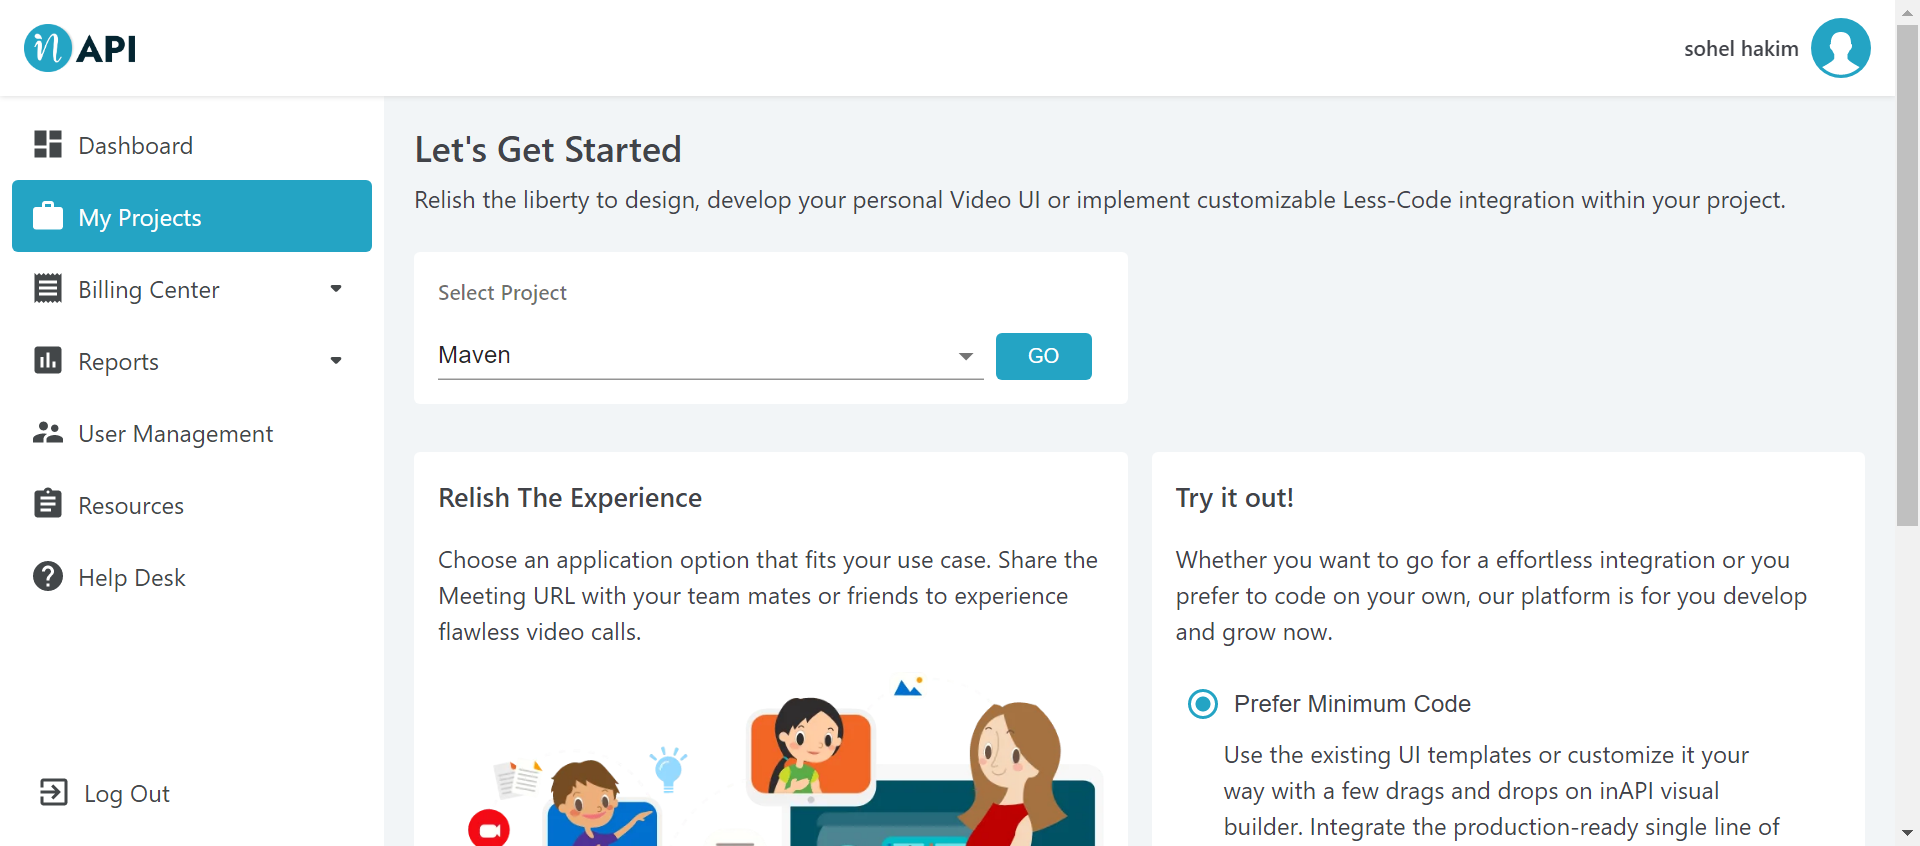 in API
sohel hakim
Dashboard
My Projects
Billing Center
Reports
User Management
Resources
Help Desk
Log Out
Let's Get Started
Relish the liberty to design, develop your personal Video UI or implement customizable Less-Code integration within your project.
Select Project
Maven
GO
Relish The Experience
Choose an application option that fits your use case. Share the
Meeting URL with your team mates or friends to experience
flawless video calls.
Try it out!
Whether you want to go for a effortless integration or you
prefer to code on your own, our platform is for you develop
and grow now.
Prefer Minimum Code
Use the existing UI templates or customize it your
way with a few drags and drops on inAPI visual
builder. Integrate the production-ready single line of